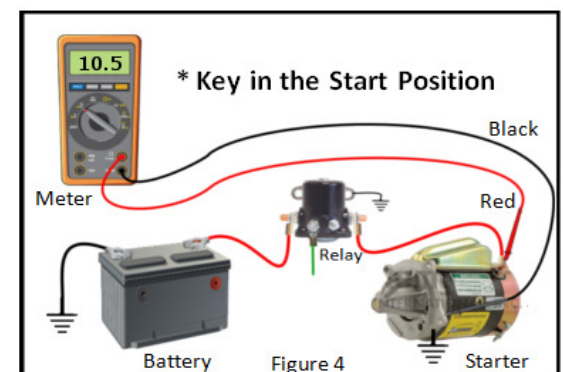 10.5
* Key in the Start Position
Black
Meter
Red
Relay
Battery
Figure 4
Starter